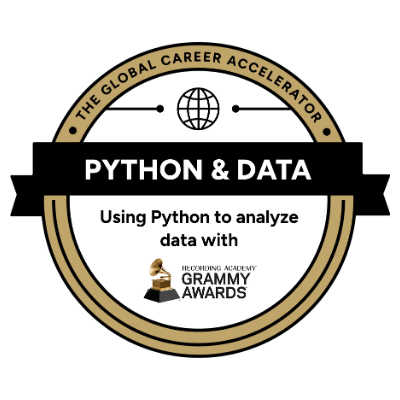 • THE GLOBAL CAREER ACCELERATOR •
PYTHON & DATA
Using Python to analyze
data with
RECORDING ACADEMY
GRAMMY
AWARDS